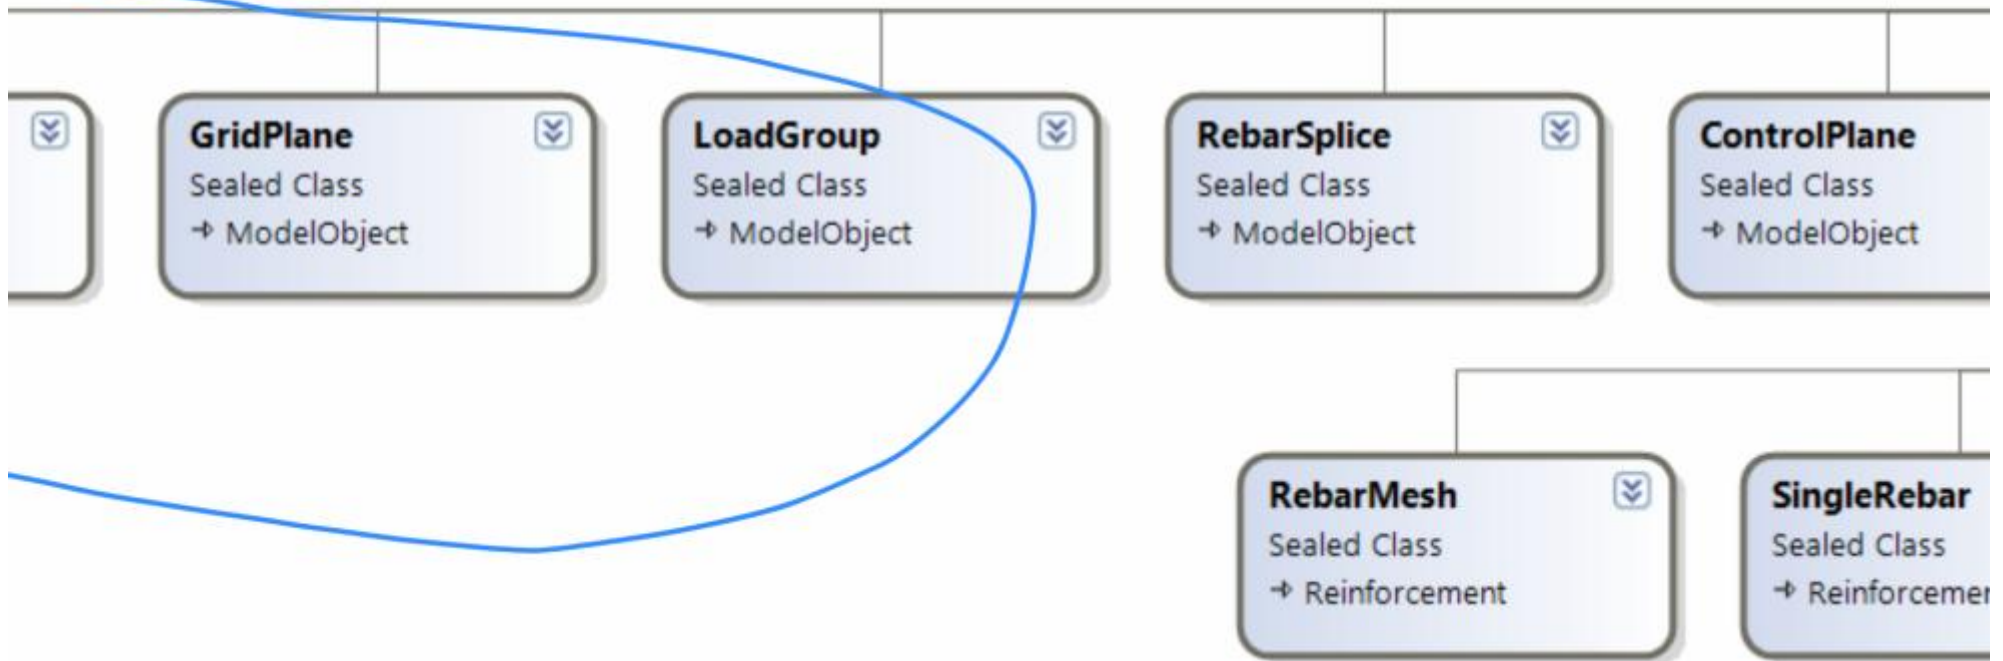 GridPlane
Sealed Class
ModelObject
LoadGroup
Sealed Class
ModelObject
RebarSplice
Sealed Class
ModelObject
ControlPlane
Sealed Class
ModelObject
RebarMesh
Sealed Class
Reinforcement
SingleRebar
Sealed Class
Reinforcemen